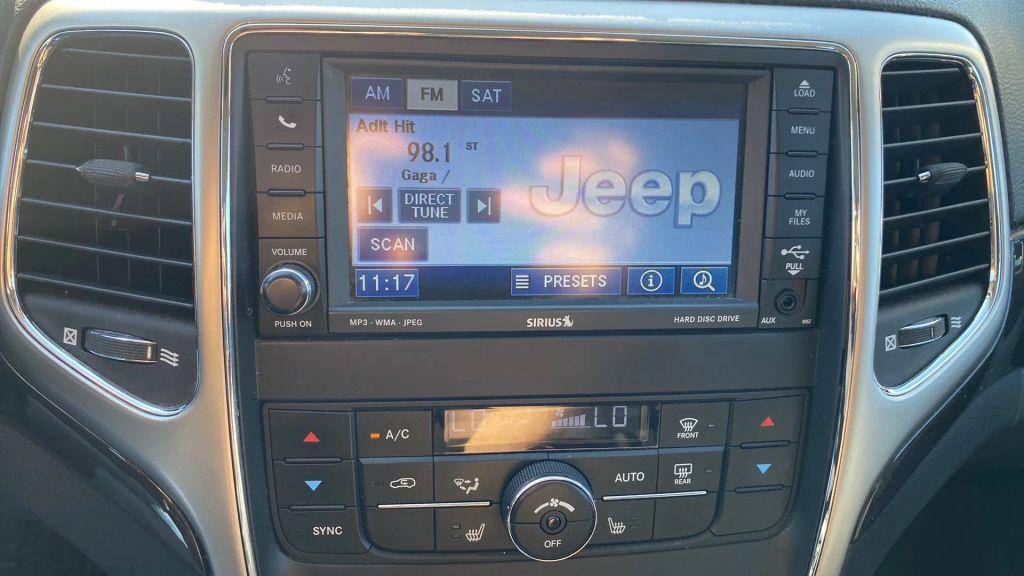 AM FM SAT
Adlt Hit
98.1 ST
Gaga /
DIRECT
TUNE
SCAN
Jeep
11:17 PRESETS
RADIO
MEDIA
VOLUME
PUSH ON
LOAD
MENU
AUDIO
MY
FILES
PULL
AUX RBZ
MP3 · WMA · JPEG
SIRIUS
HARD DISC DRIVE
A/C
LO LO
FRONT
AUTO
REAR
SYNC
OFF